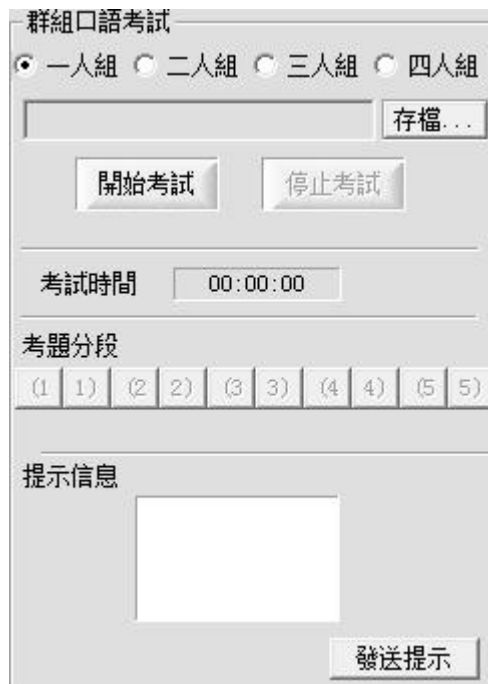 群組口語考試
一人組 二人組 三人組 四人組
存檔...
開始考試 停止考試
考試時間 00:00:00
考題分段
(1 1) (2 2) (3 3) (4 4) (5 5)
提示信息
發送提示